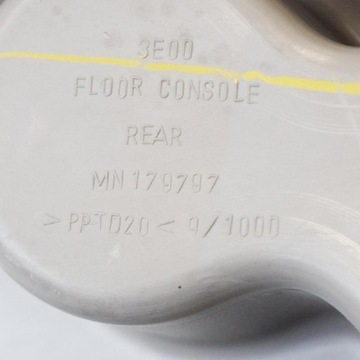 3E00
FLOOR CONSOLE
REAR
MN179797
>PPTD20< 9/1000